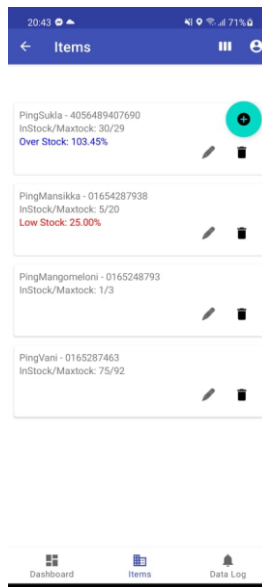 20:43 71%
Items
PingSukla - 4056489407690
InStock/Maxtock: 30/29
Over Stock: 103.45%
PingMansikka - 01654287938
InStock/Maxtock: 5/20
Low Stock: 25.00%
PingMangomeloni - 0165248793
InStock/Maxtock: 1/3
PingVani - 0165287463
InStock/Maxtock: 75/92
Dashboard Items Data Log